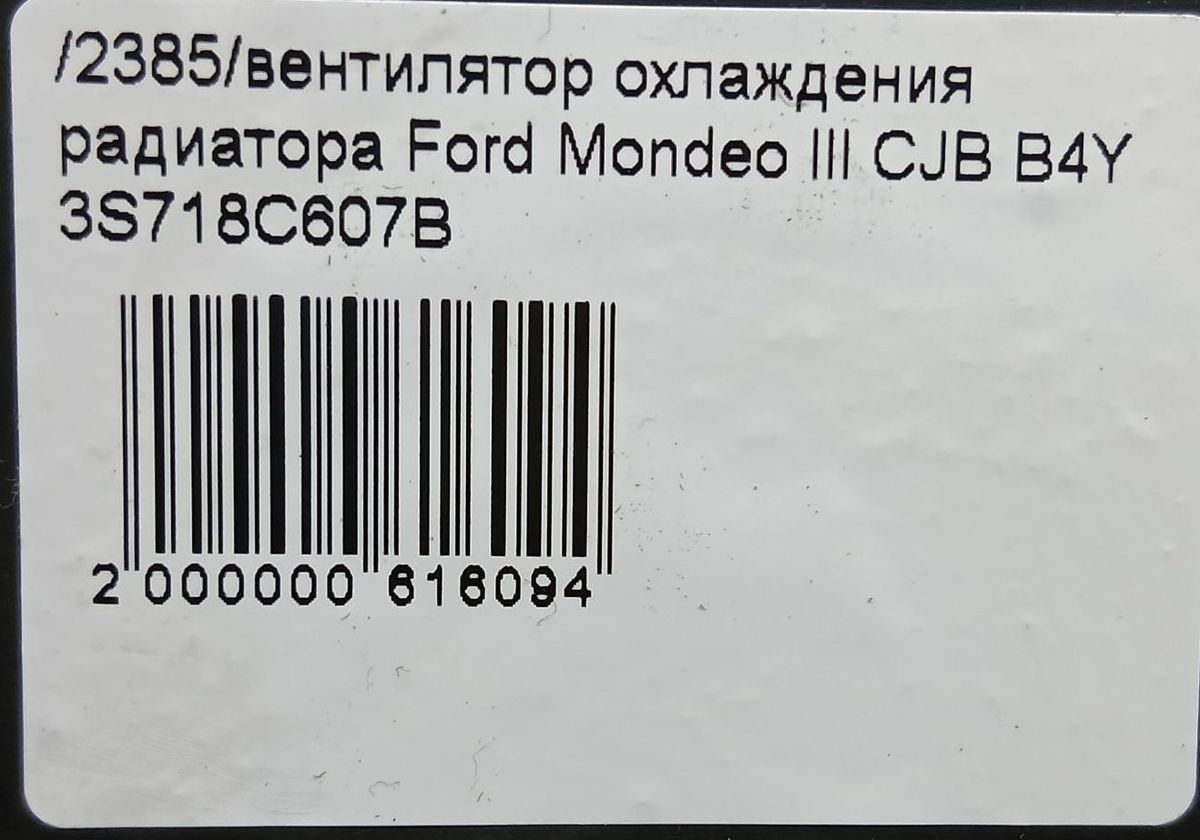 /2385/вентилятор охлаждения
радиатора Ford Mondeo III CJB B4Y
3S718C607B
2 000000 616094